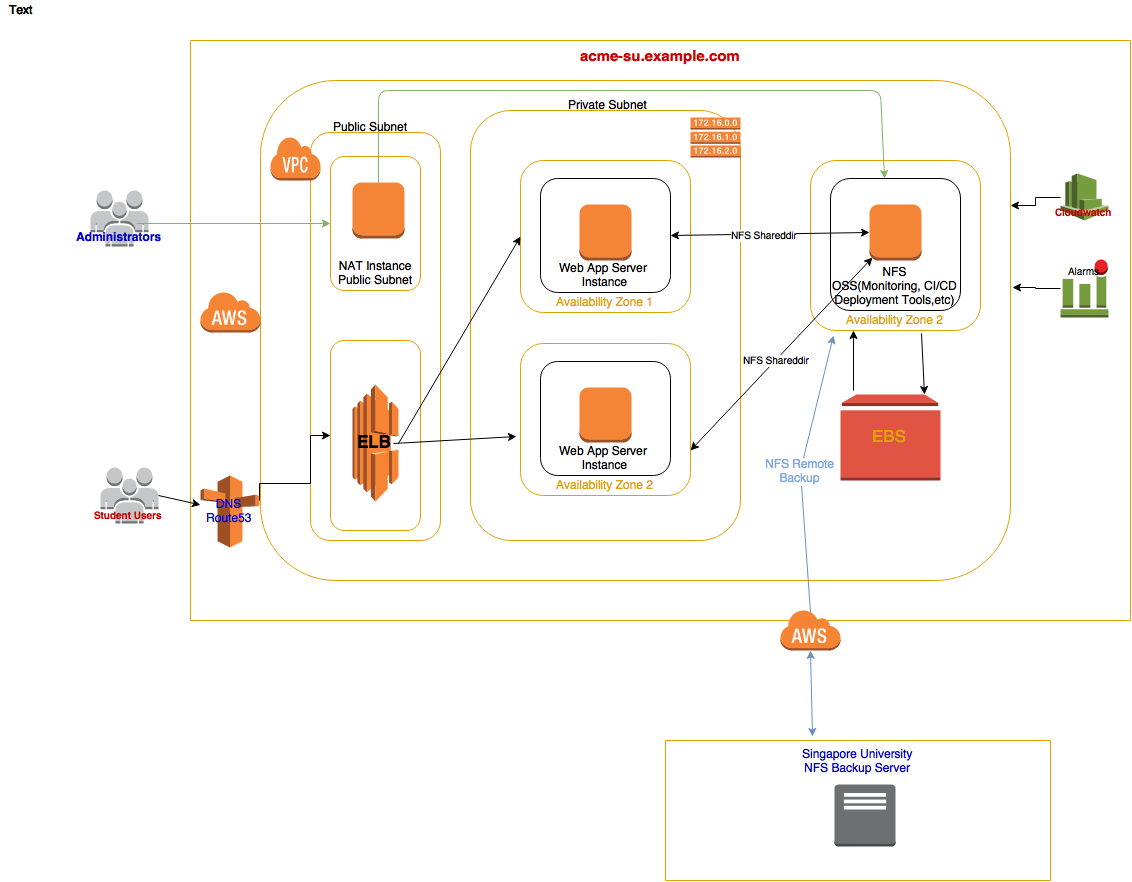 Text
acme-su.example.com
Private Subnet
Public Subnet
172.16.0.0
172.16.1.0
172.16.2.0
VPC
Administrators
NAT Instance
Public Subnet
Web App Server
Instance
Availability Zone 1
NFS Shareddir
NFS
OSS(Monitoring, CI/CD
Deployment Tools,etc)
Availability Zone 2
Cloudwatch
Alarms
AWS
NFS Shareddir
ELB
Web App Server
Instance
Availability Zone 2
EBS
NFS Remote
Backup
Student Users
DNS
Route53
AWS
Singapore University
NFS Backup Server